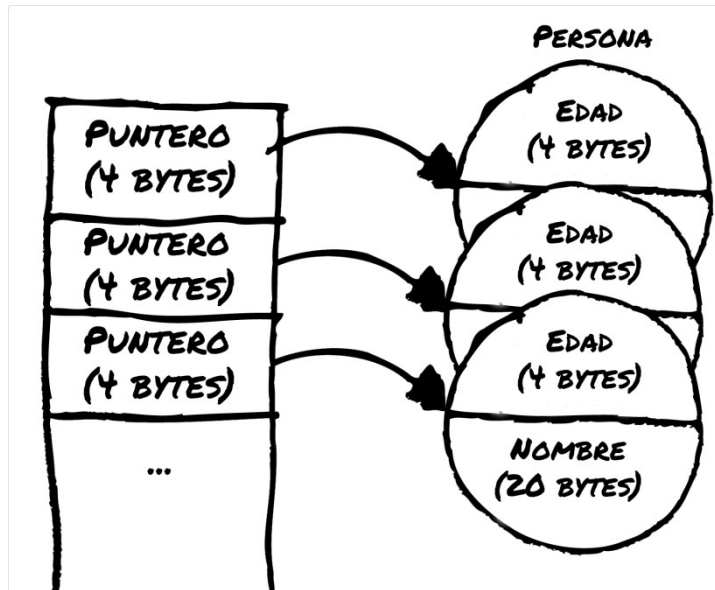 PERSONA
PUNTERO
(4 BYTES)
PUNTERO
(4 BYTES)
PUNTERO
(4 BYTES)
...
EDAD
(4 BYTES)
EDAD
(4 BYTES)
EDAD
(4 BYTES)
NOMBRE
(20 BYTES)